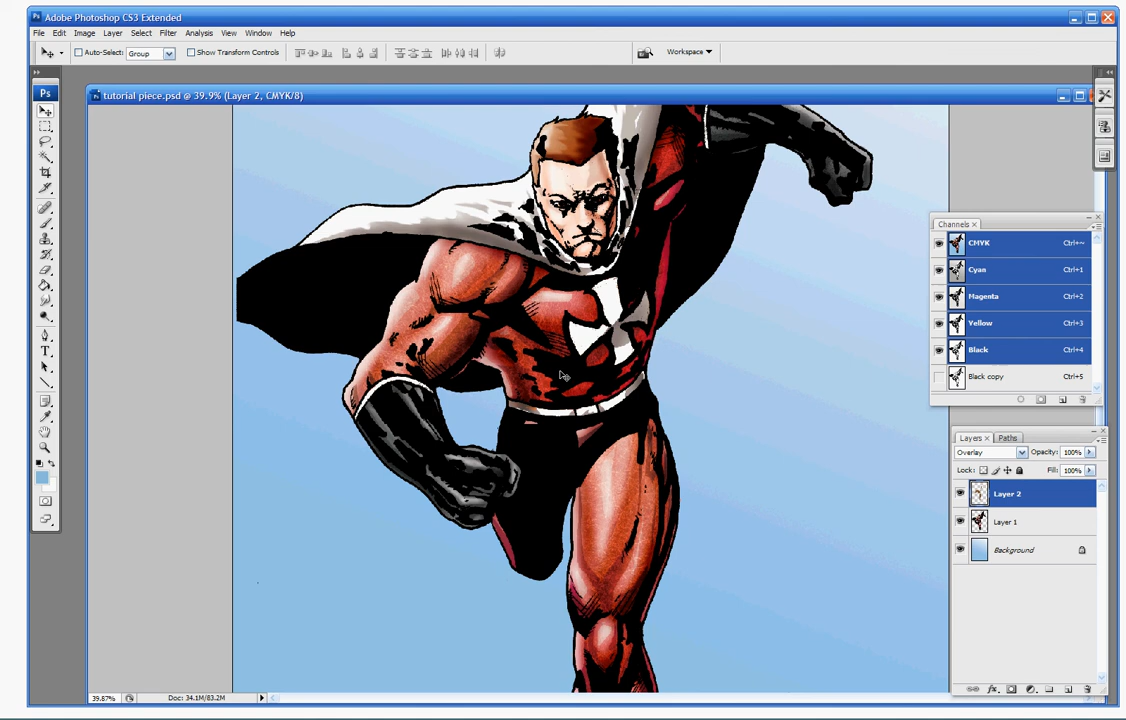 Ps Adobe Photoshop CS3 Extended
File Edit Image Layer Select Filter Analysis View Window Help
Auto-Select: Group Show Transform Controls Workspace
Ps tutorial piece.psd @ 39.9% (Layer 2, CMYK/8)
Channels ×
CMYK Ctrl+~
Cyan Ctrl+1
Magenta Ctrl+2
Yellow Ctrl+3
Black Ctrl+4
Black copy Ctrl+5
Layers × Paths
Overlay Opacity: 100%
Lock: Fill: 100%
Layer 2
Layer 1
Background
39.87% Doc: 34.1M/83.2M